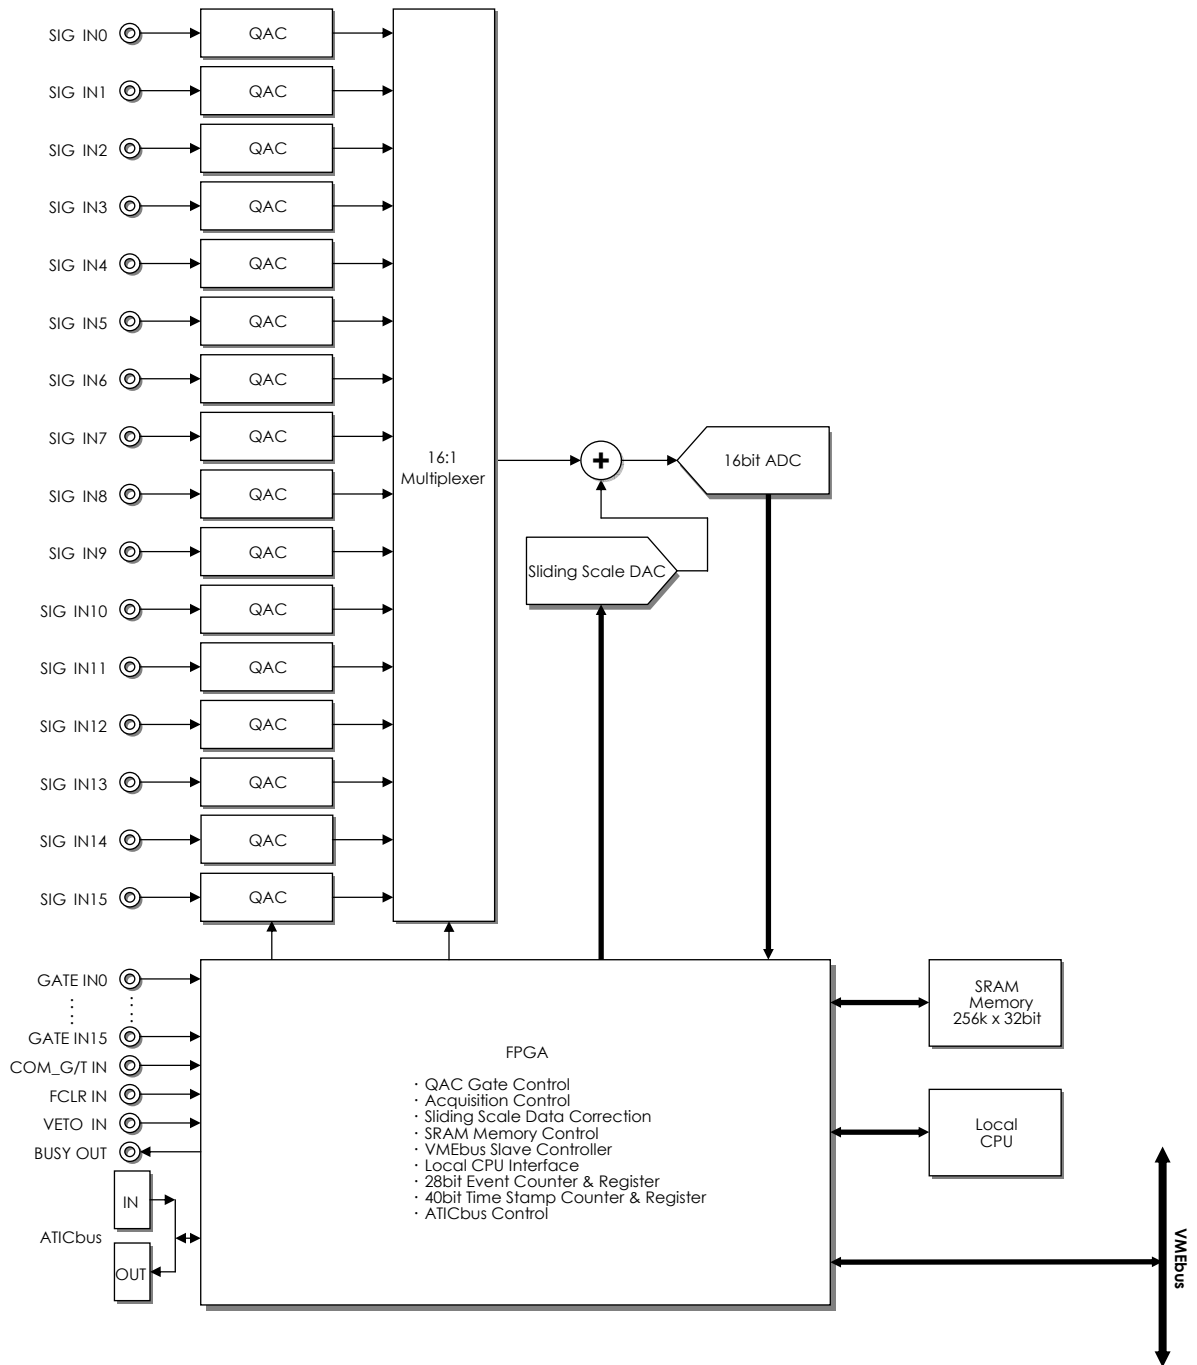 SIG IN0
QAC
SIG IN1
QAC
SIG IN2
QAC
SIG IN3
QAC
SIG IN4
QAC
SIG IN5
QAC
SIG IN6
QAC
SIG IN7
QAC
SIG IN8
QAC
SIG IN9
QAC
SIG IN10
QAC
SIG IN11
QAC
SIG IN12
QAC
SIG IN13
QAC
SIG IN14
QAC
SIG IN15
QAC
16:1
Multiplexer
+
16bit ADC
Sliding Scale DAC
GATE IN0
GATE IN15
COM_G/T IN
FCLR IN
VETO IN
BUSY OUT
IN
ATICbus
OUT
FPGA
· QAC Gate Control
· Acquisition Control
· Sliding Scale Data Correction
· SRAM Memory Control
· VMEbus Slave Controller
· Local CPU Interface
· 28bit Event Counter & Register
· 40bit Time Stamp Counter & Register
· ATICbus Control
SRAM
Memory
256k x 32bit
Local
CPU
VMEbus